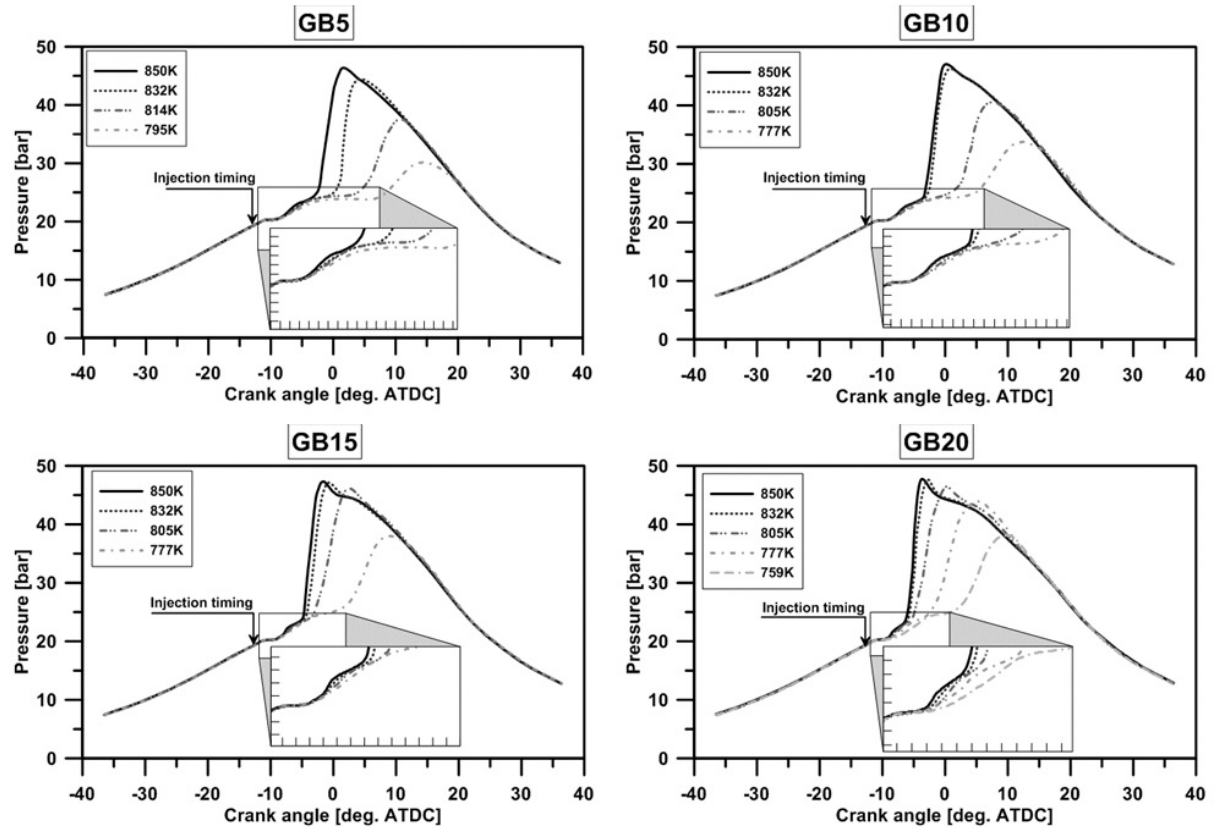 GB5
50
40
30
20
10
0
Pressure [bar]
850K
832K
814K
795K
Injection timing
-40 -30 -20 -10 0 10 20 30 40
Crank angle [deg. ATDC]
GB10
50
40
30
20
10
0
Pressure [bar]
850K
832K
805K
777K
Injection timing
-40 -30 -20 -10 0 10 20 30 40
Crank angle [deg. ATDC]
GB15
50
40
30
20
10
0
Pressure [bar]
850K
832K
805K
777K
Injection timing
-40 -30 -20 -10 0 10 20 30 40
Crank angle [deg. ATDC]
GB20
50
40
30
20
10
0
Pressure [bar]
850K
832K
805K
777K
759K
Injection timing
-40 -30 -20 -10 0 10 20 30 40
Crank angle [deg. ATDC]